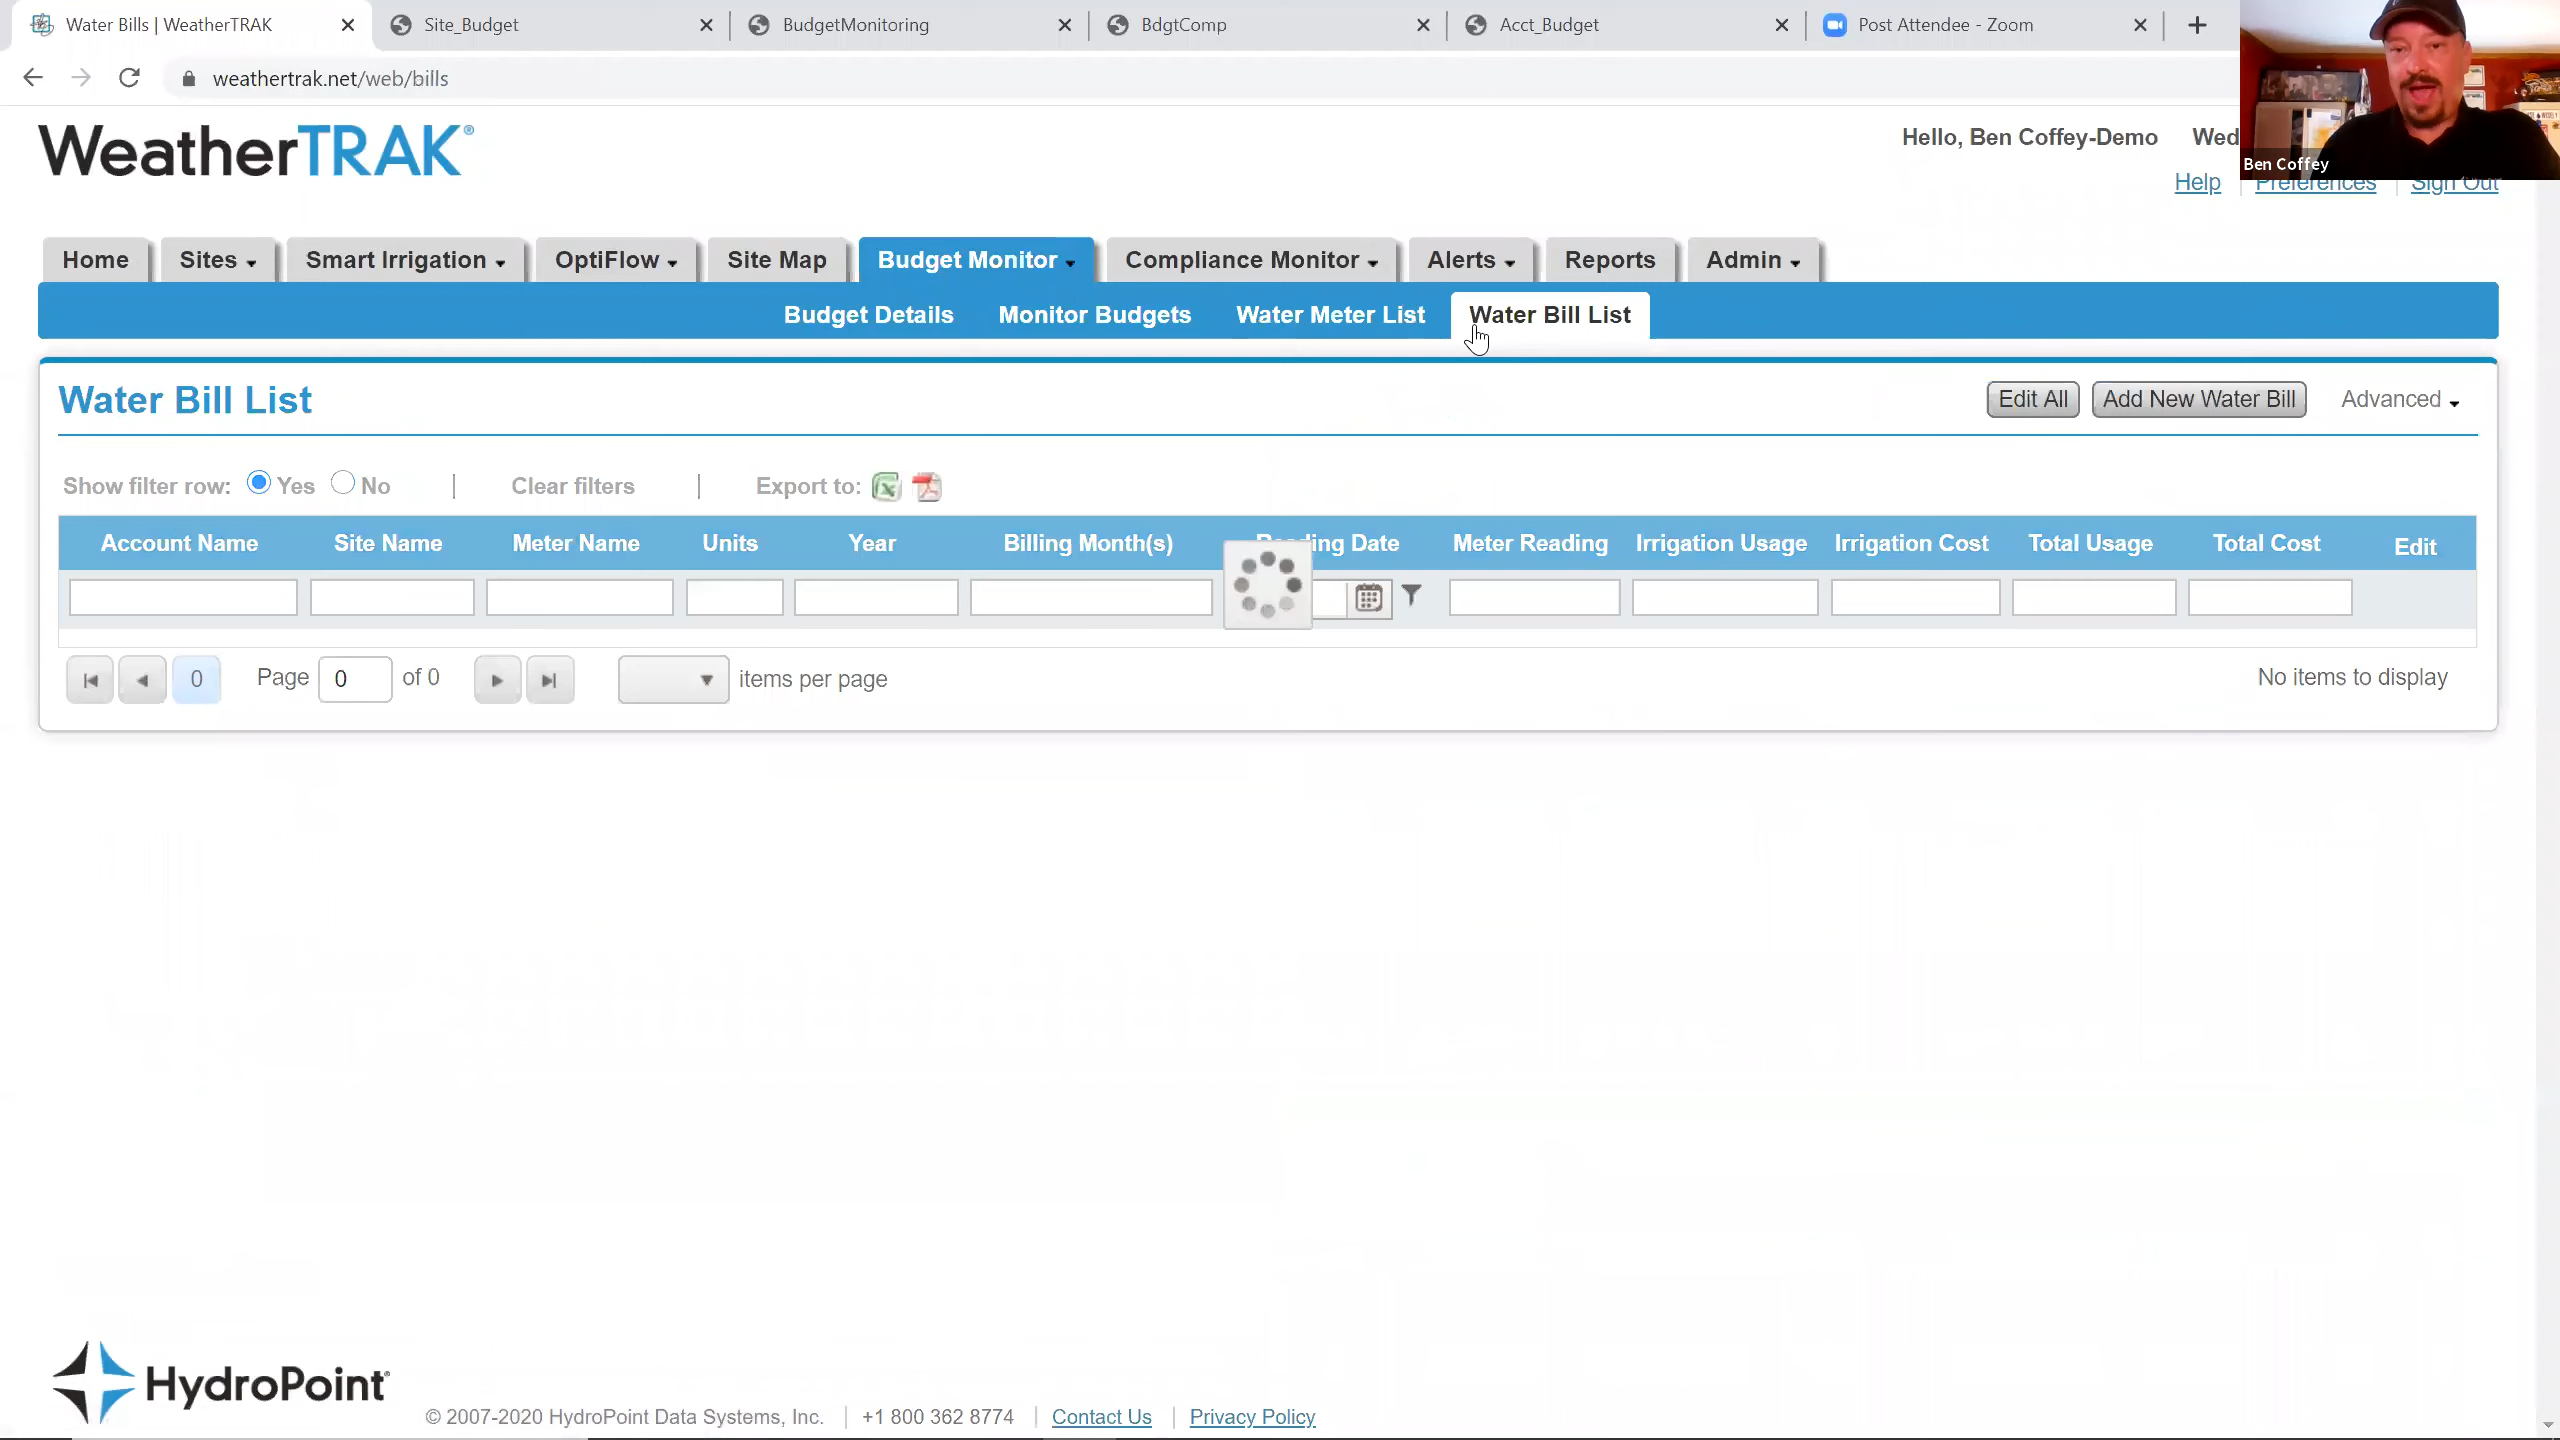 Water Bills | WeatherTRAK
Site_Budget
BudgetMonitoring
BdgtComp
Acct_Budget
Post Attendee - Zoom
weathertrak.net/web/bills
WeatherTRAK®
Hello, Ben Coffey-Demo Wed
Ben Coffey
Help Preferences Sign Out
Home Sites Smart Irrigation OptiFlow Site Map Budget Monitor Compliance Monitor Alerts Reports Admin
Budget Details Monitor Budgets Water Meter List Water Bill List
Water Bill List
Edit All Add New Water Bill Advanced
Show filter row: Yes No | Clear filters | Export to:
Account Name Site Name Meter Name Units Year Billing Month(s) Reading Date Meter Reading Irrigation Usage Irrigation Cost Total Usage Total Cost Edit
0 Page 0 of 0 items per page No items to display
HydroPoint®
© 2007-2020 HydroPoint Data Systems, Inc. | +1 800 362 8774 | Contact Us | Privacy Policy